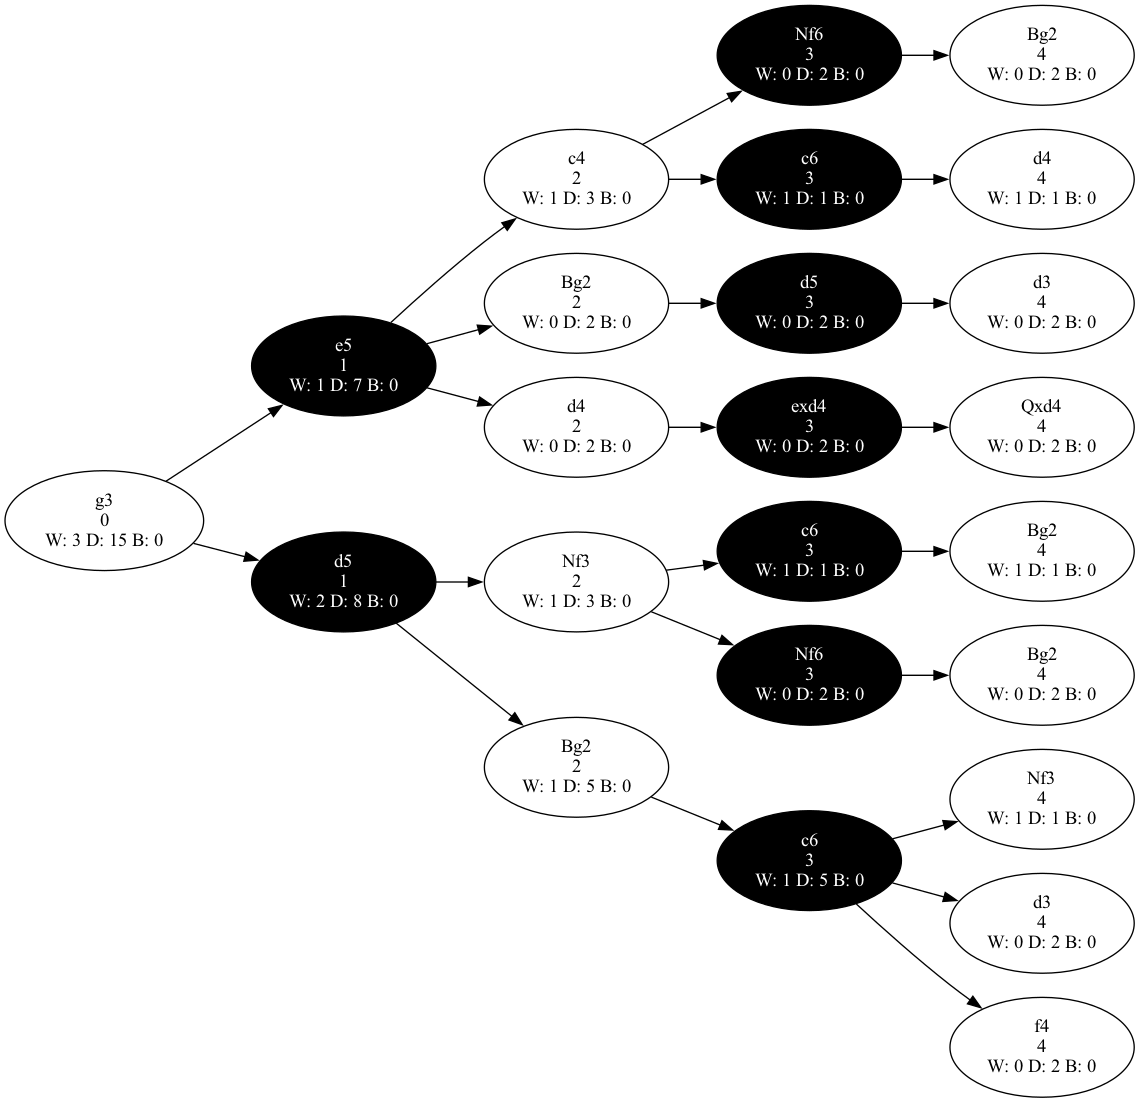 Nf6
3
W: 0 D: 2 B: 0
Bg2
4
W: 0 D: 2 B: 0
c4
2
W: 1 D: 3 B: 0
c6
3
W: 1 D: 1 B: 0
d4
4
W: 1 D: 1 B: 0
Bg2
2
W: 0 D: 2 B: 0
d5
3
W: 0 D: 2 B: 0
d3
4
W: 0 D: 2 B: 0
e5
1
W: 1 D: 7 B: 0
d4
2
W: 0 D: 2 B: 0
exd4
3
W: 0 D: 2 B: 0
Qxd4
4
W: 0 D: 2 B: 0
g3
0
W: 3 D: 15 B: 0
d5
1
W: 2 D: 8 B: 0
Nf3
2
W: 1 D: 3 B: 0
c6
3
W: 1 D: 1 B: 0
Bg2
4
W: 1 D: 1 B: 0
Nf6
3
W: 0 D: 2 B: 0
Bg2
4
W: 0 D: 2 B: 0
Bg2
2
W: 1 D: 5 B: 0
c6
3
W: 1 D: 5 B: 0
Nf3
4
W: 1 D: 1 B: 0
d3
4
W: 0 D: 2 B: 0
f4
4
W: 0 D: 2 B: 0